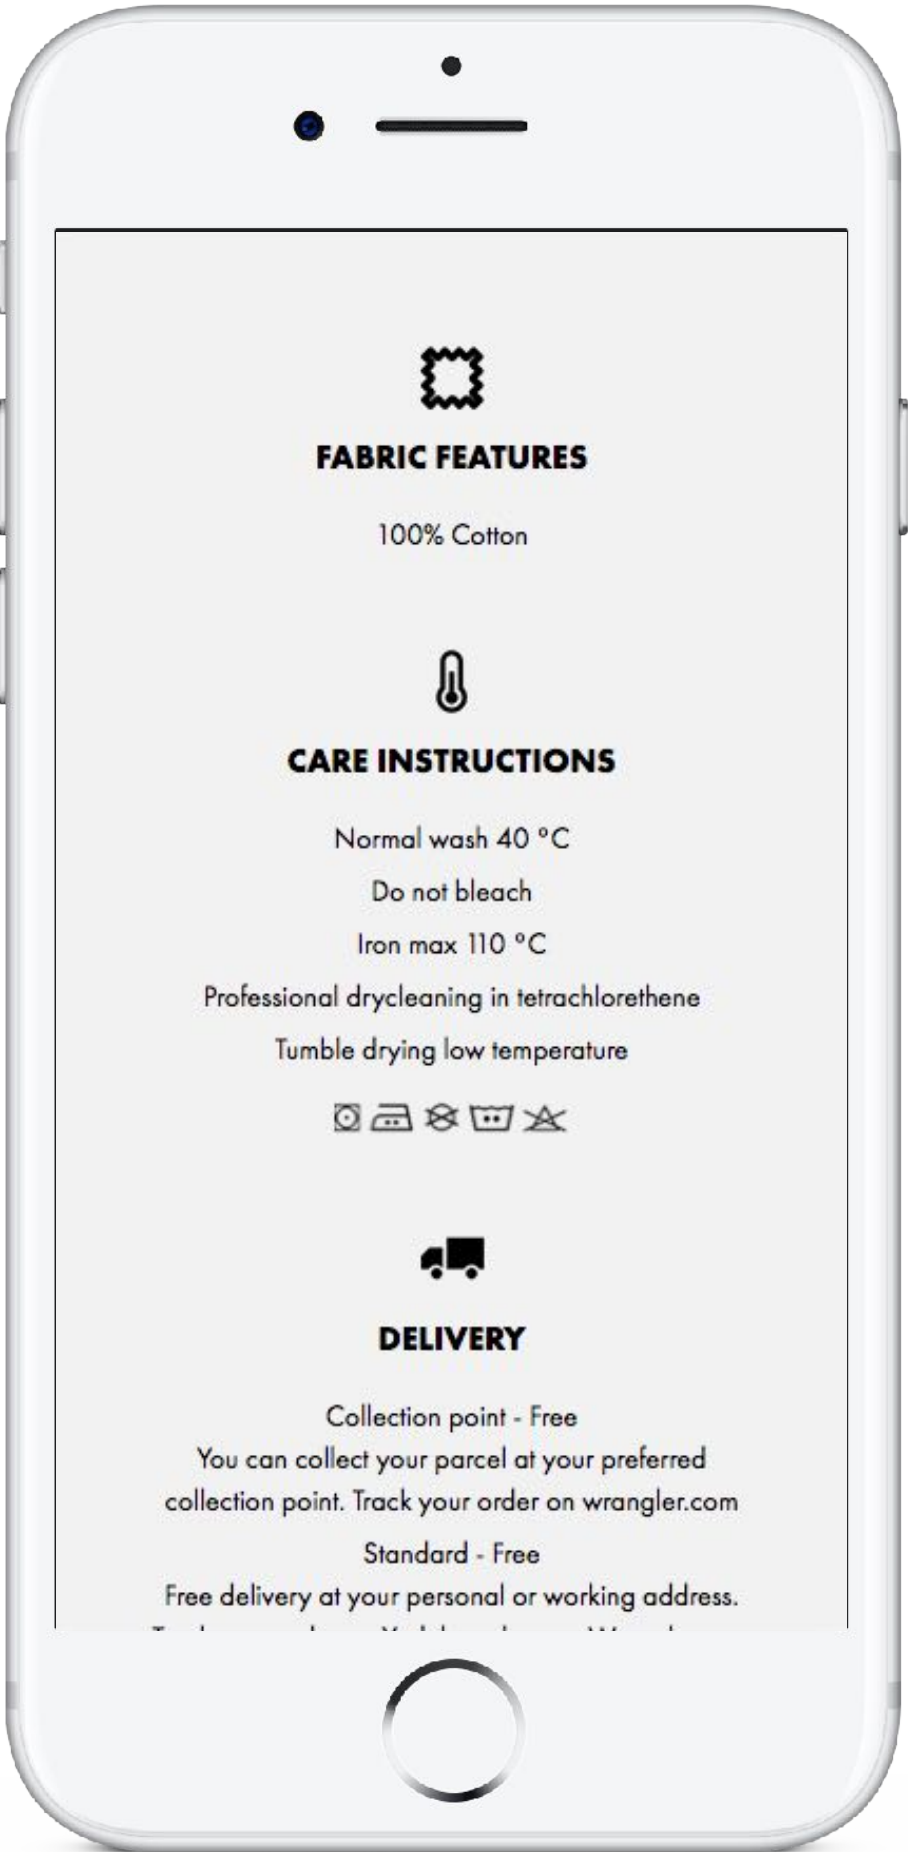 FABRIC FEATURES
100% Cotton
CARE INSTRUCTIONS
Normal wash 40 °C
Do not bleach
Iron max 110 °C
Professional drycleaning in tetrachlorethene
Tumble drying low temperature
DELIVERY
Collection point - Free
You can collect your parcel at your preferred
collection point. Track your order on wrangler.com
Standard - Free
Free delivery at your personal or working address.